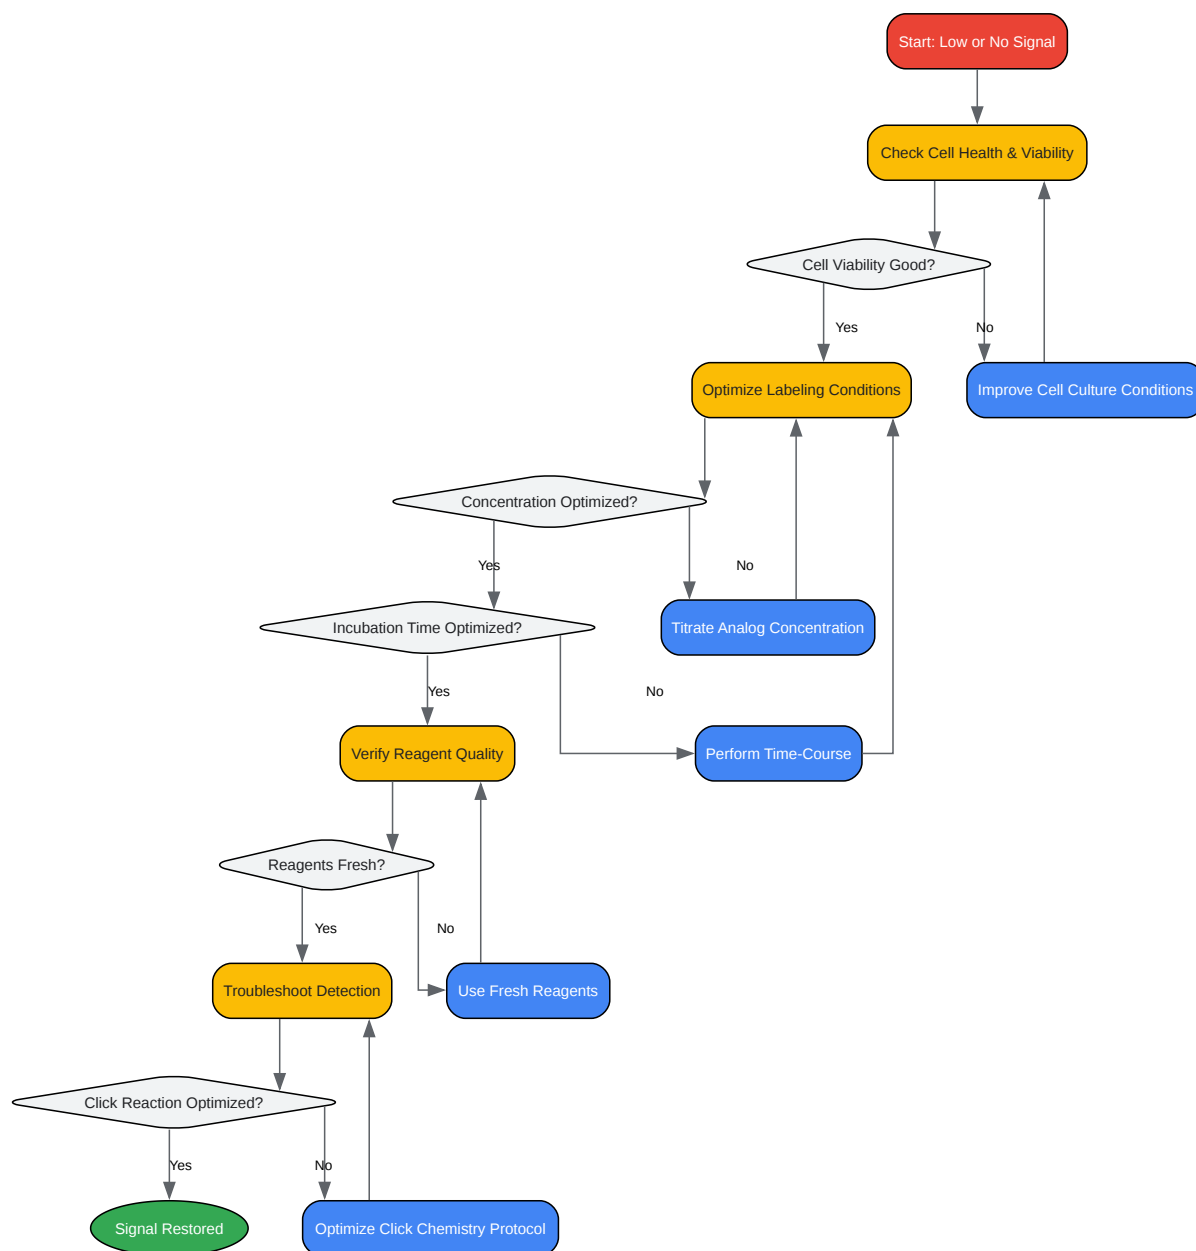 Start: Low or No Signal
Check Cell Health & Viability
Cell Viability Good?
Yes
No
Optimize Labeling Conditions
Improve Cell Culture Conditions
Concentration Optimized?
Yes
No
Incubation Time Optimized?
Titrate Analog Concentration
Yes
No
Verify Reagent Quality
Perform Time-Course
Reagents Fresh?
Yes
No
Troubleshoot Detection
Use Fresh Reagents
Click Reaction Optimized?
Yes
No
Signal Restored
Optimize Click Chemistry Protocol